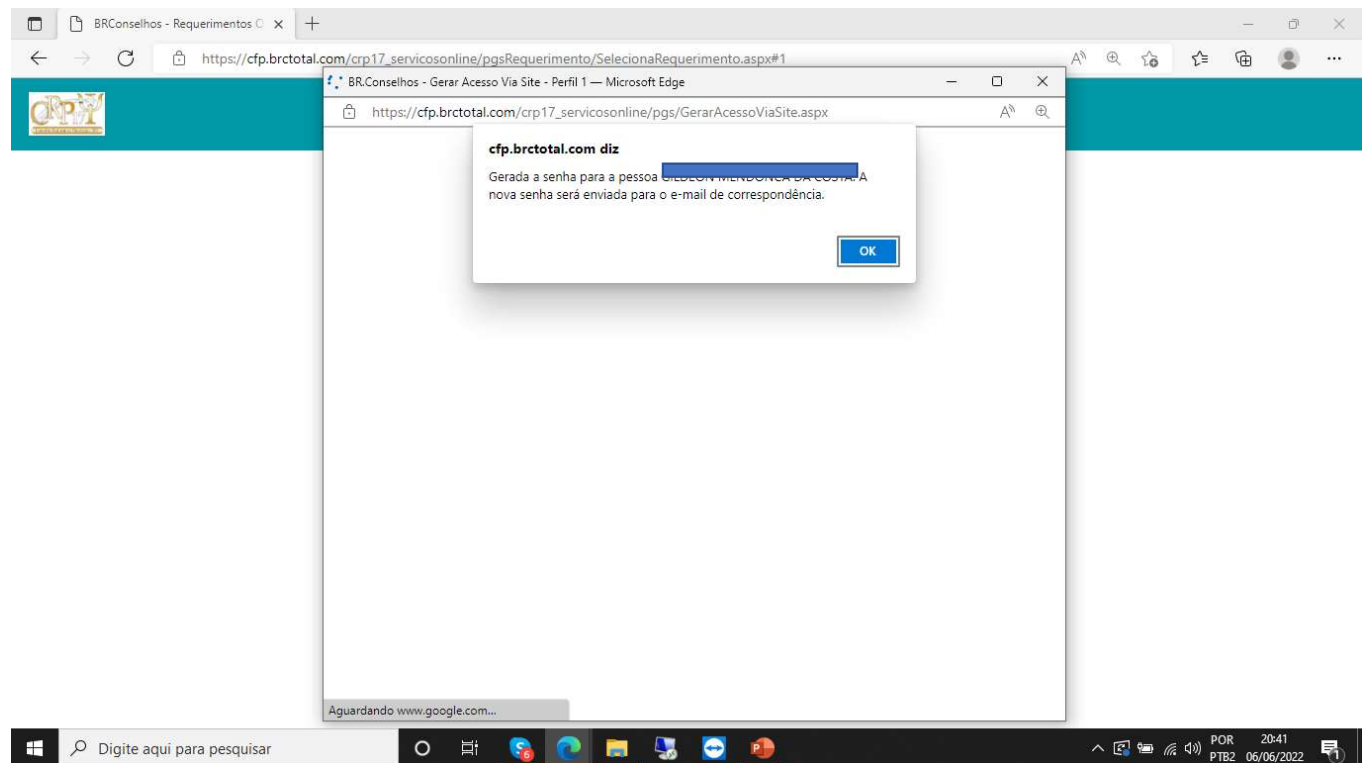 BRConselhos - Requerimentos O
https://cfp.brctotal.com/crp17_servicosonline/pgsRequerimento/SelecionaRequerimento.aspx#1
BR.Conselhos - Gerar Acesso Via Site - Perfil 1 — Microsoft Edge
https://cfp.brctotal.com/crp17_servicosonline/pgs/GerarAcessoViaSite.aspx
CRP
cfp.brctotal.com diz
Gerada a senha para a pessoa A
nova senha será enviada para o e-mail de correspondência.
OK
Aguardando www.google.com...
Digite aqui para pesquisar
POR
PTB2
20:41
06/06/2022